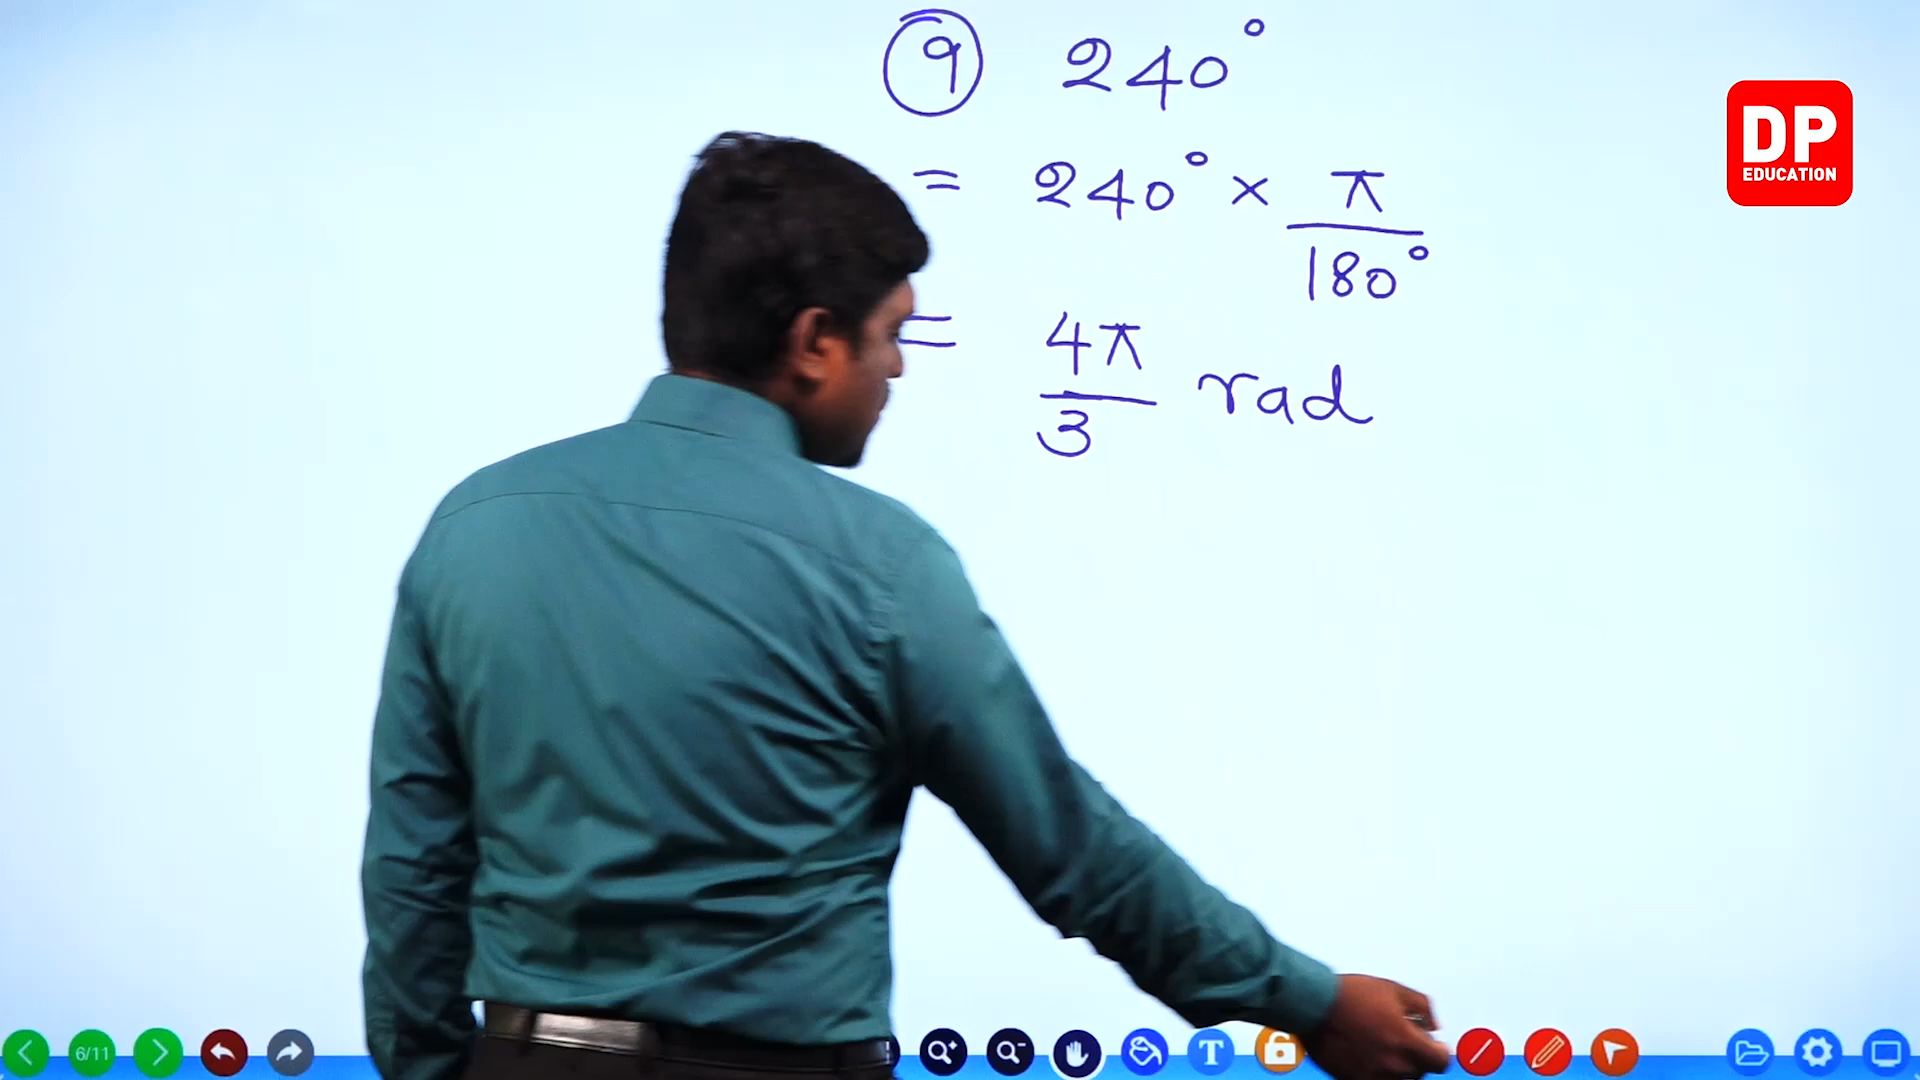 ⑨ 240°
= 240° × π/180°
= 4π/3 rad
DP
EDUCATION
6/11
T